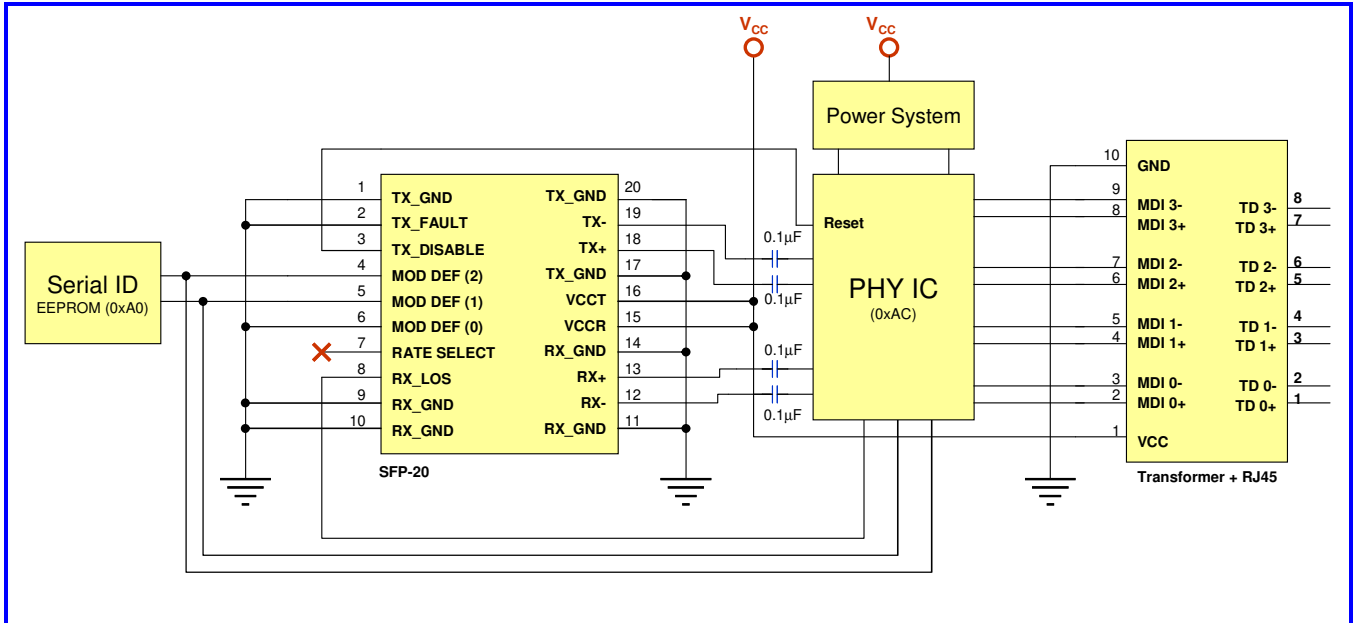 VCC
VCC
Power System
Serial ID
EEPROM (0xA0)
1
TX_GND
2
TX_FAULT
3
TX_DISABLE
4
MOD DEF (2)
5
MOD DEF (1)
6
MOD DEF (0)
7
RATE SELECT
8
RX_LOS
9
RX_GND
10
RX_GND
TX_GND
20
TX-
19
TX+
18
TX_GND
17
VCCT
16
VCCR
15
RX_GND
14
RX+
13
RX-
12
RX_GND
11
SFP-20
0.1µF
0.1µF
0.1µF
0.1µF
Reset
PHY IC
(0xAC)
10
GND
9
MDI 3-
8
MDI 3+
7
MDI 2-
6
MDI 2+
5
MDI 1-
4
MDI 1+
3
MDI 0-
2
MDI 0+
1
VCC
TD 3-
8
TD 3+
7
TD 2-
6
TD 2+
5
TD 1-
4
TD 1+
3
TD 0-
2
TD 0+
1
Transformer + RJ45